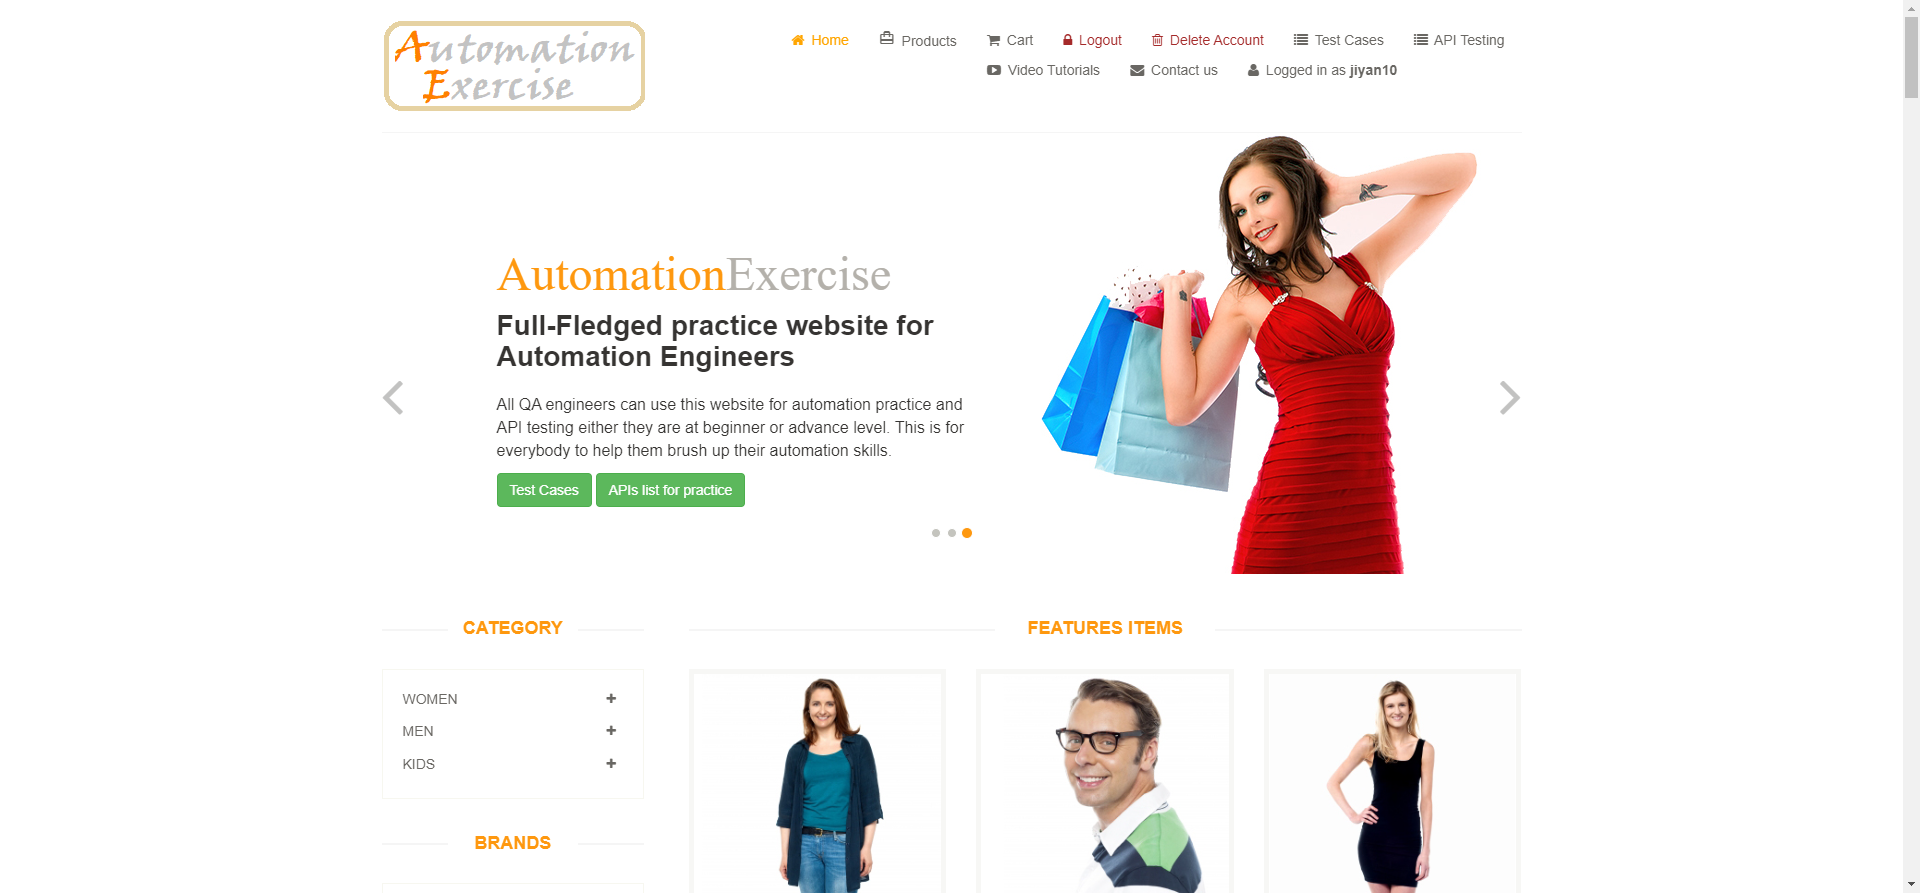 Automation
Exercise
Home Products Cart Logout Delete Account Test Cases API Testing
Video Tutorials Contact us Logged in as jiyan10
AutomationExercise
Full-Fledged practice website for
Automation Engineers
All QA engineers can use this website for automation practice and
API testing either they are at beginner or advance level. This is for
everybody to help them brush up their automation skills.
Test Cases APIs list for practice
CATEGORY
WOMEN
MEN
KIDS
BRANDS
FEATURES ITEMS